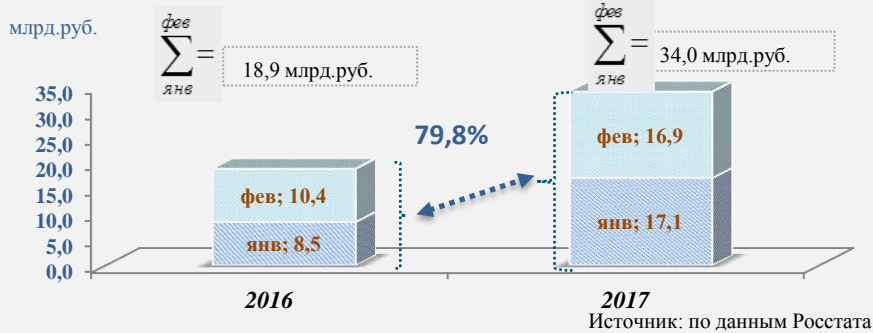 млрд.руб.
фев
∑ =
янв
18,9 млрд.руб.
фев
∑ =
янв
34,0 млрд.руб.
35,0
30,0
25,0
20,0
15,0
10,0
5,0
0,0
79,8%
фев; 10,4
янв; 8,5
фев; 16,9
янв; 17,1
2016
2017
Источник: по данным Росстата